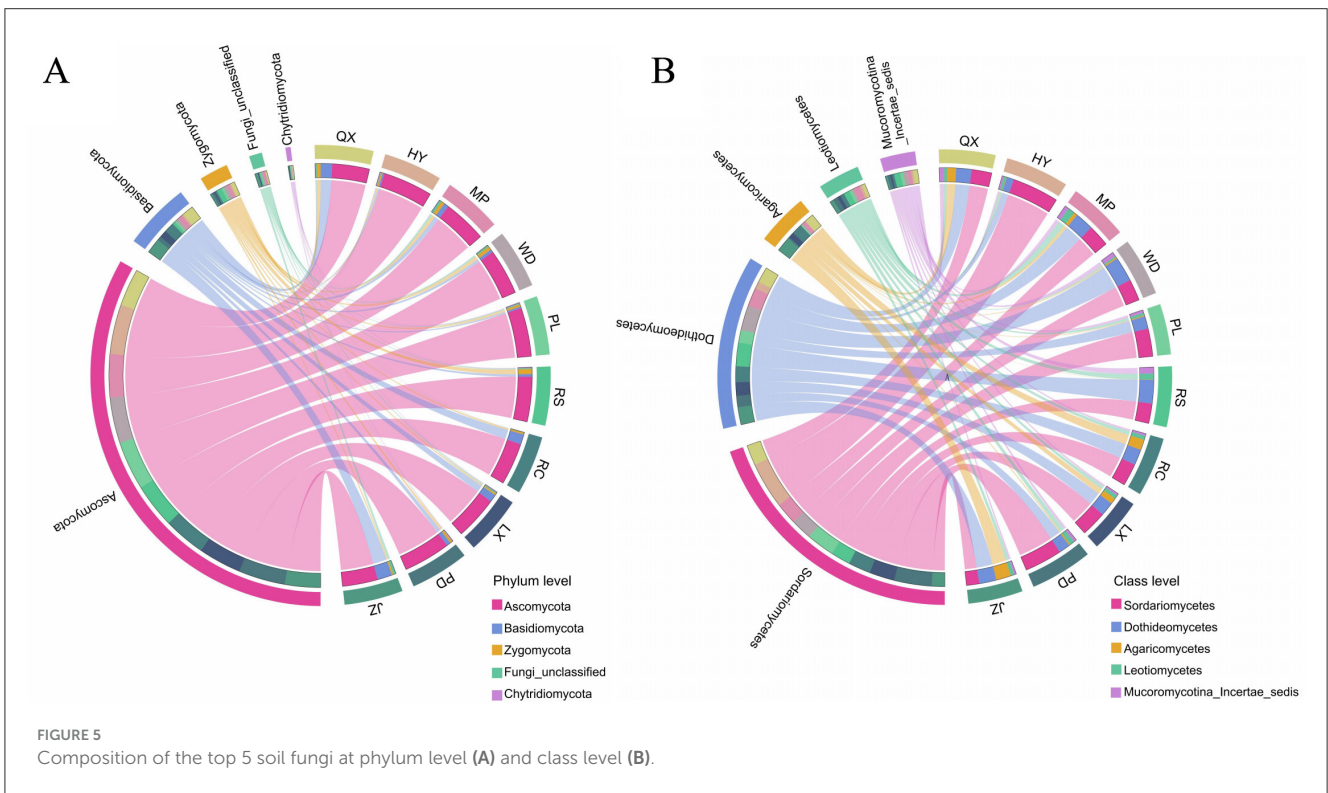 A
Chytridiomycota
Fungi_unclassified
Zygomycota
Basidiomycota
Ascomycota
QX
HY
MP
WD
PL
RS
RC
LX
PD
JZ
Phylum level
Ascomycota
Basidiomycota
Zygomycota
Fungi_unclassified
Chytridiomycota
B
Mucoromycotina
_Incertae_sedis
Leotiomycetes
Agaricomycetes
Dothideomycetes
Sordariomycetes
QX
HY
MP
WD
PL
RS
RC
LX
PD
JZ
Class level
Sordariomycetes
Dothideomycetes
Agaricomycetes
Leotiomycetes
Mucoromycotina_Incertae_sedis
FIGURE 5
Composition of the top 5 soil fungi at phylum level (A) and class level (B).